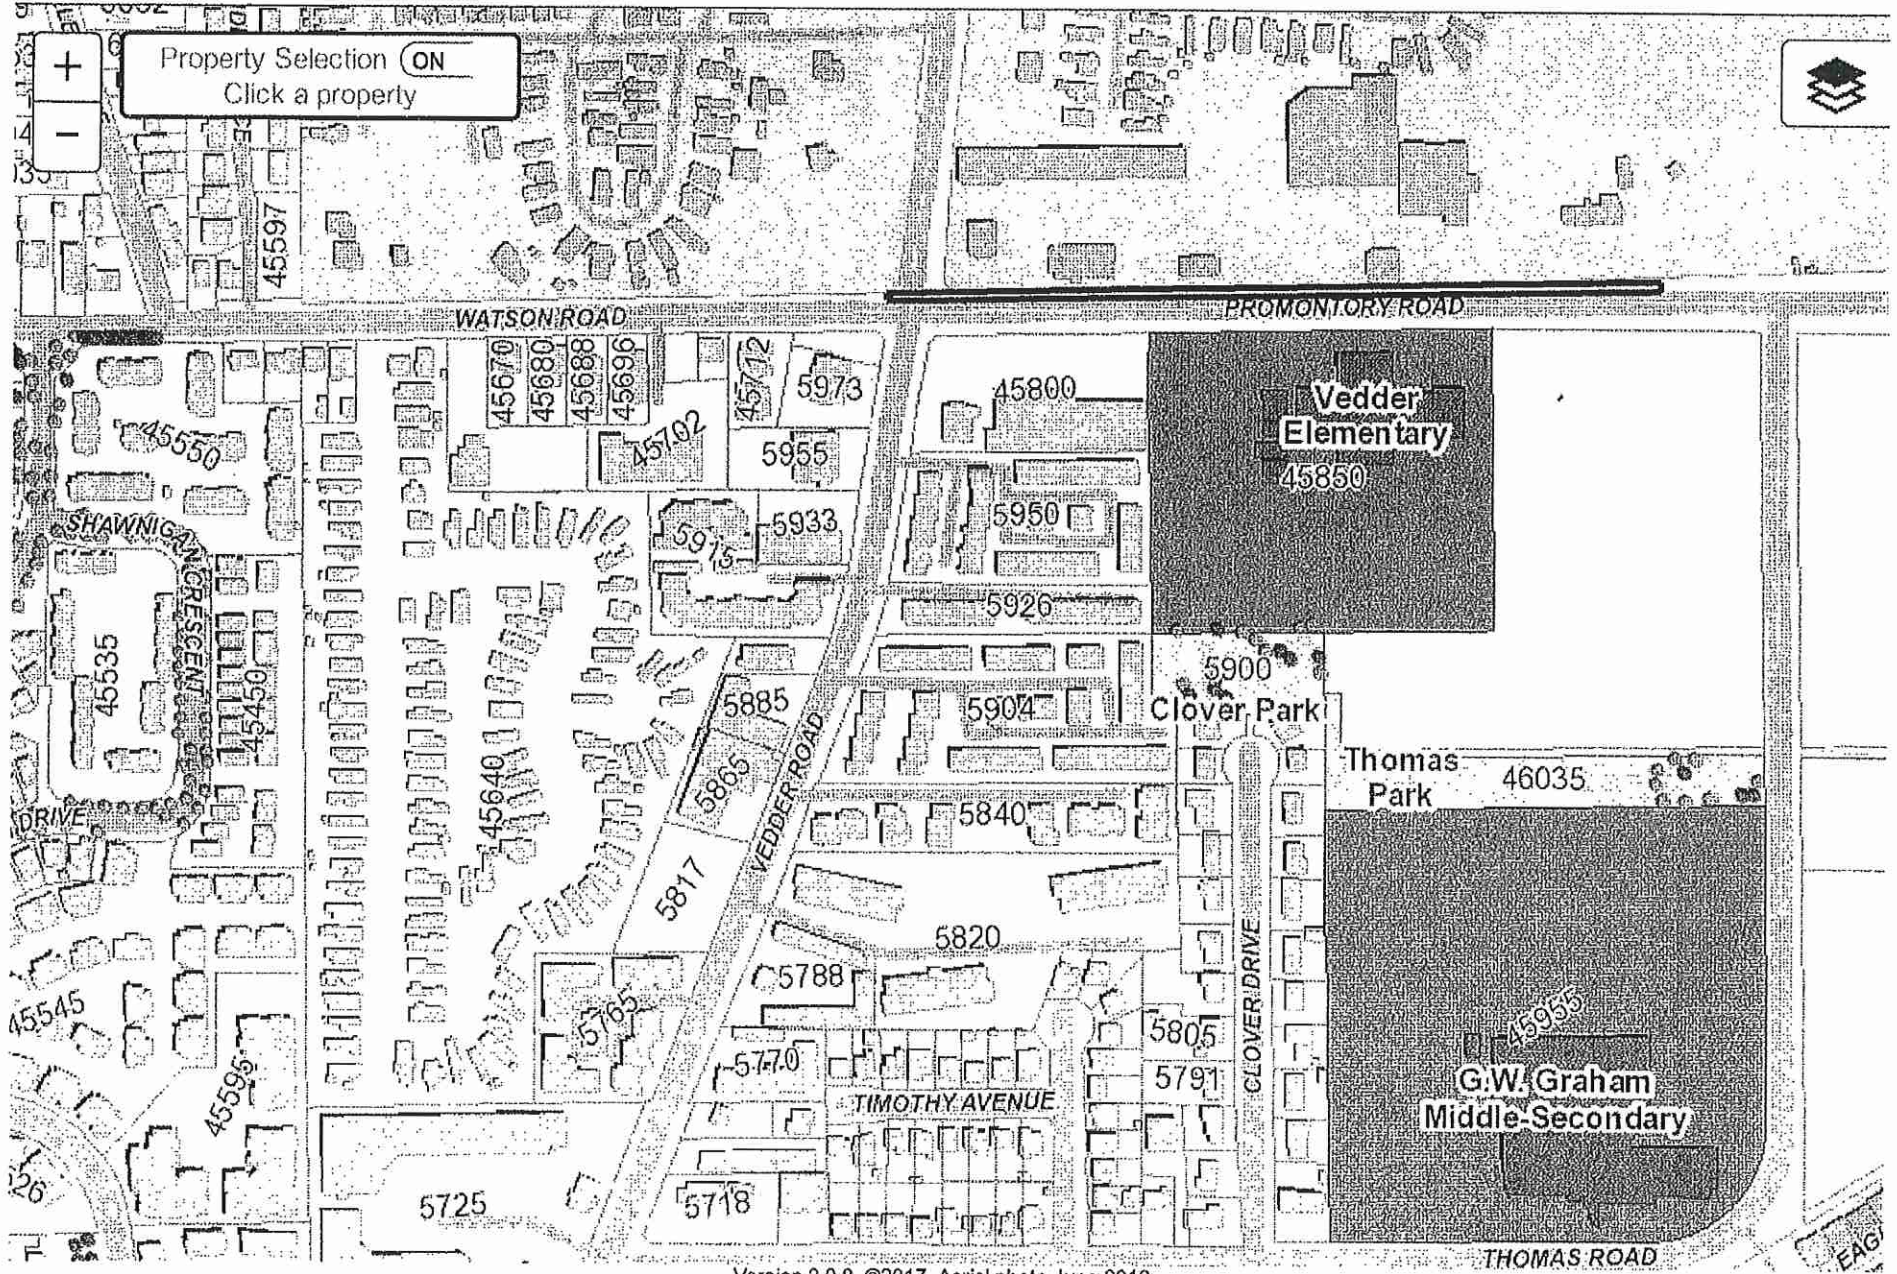 Property Selection ON
Click a property
+
−
45597
WATSON ROAD
PROMONTORY ROAD
45670
45680
45688
45696
45712
5973
45800
Vedder
Elementary
45850
45550
45702
5955
SHAWNIGAN CRESCENT
5915
5933
5950
5926
45535
45450
5885
5900
Clover Park
5904
VEDDER ROAD
5865
45640
Thomas
Park
46035
DRIVE
5840
5817
5820
CLOVER DRIVE
5788
45545
5765
5805
45955
5770
5791
G.W. Graham
Middle-Secondary
45595
TIMOTHY AVENUE
5725
5718
THOMAS ROAD